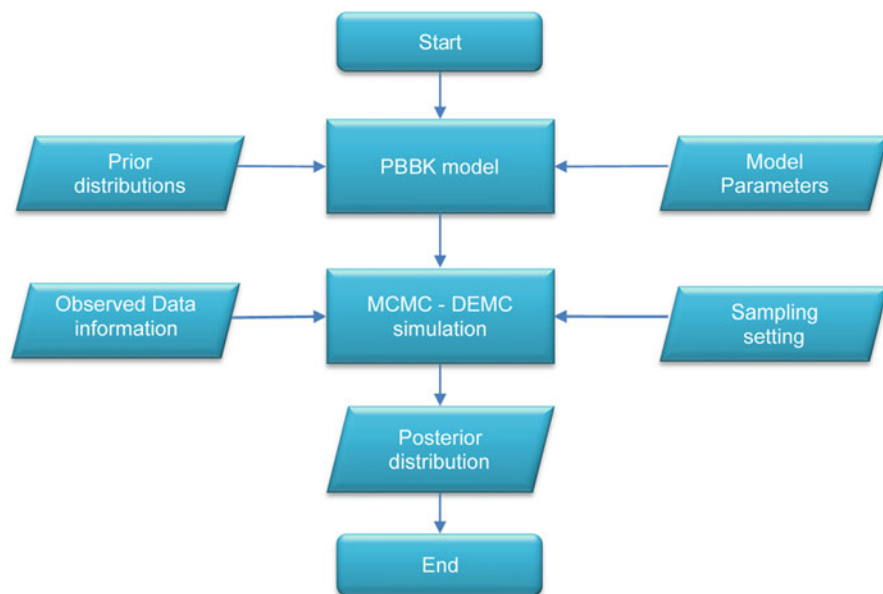 Start
Prior
distributions
PBBK model
Model
Parameters
Observed Data
information
MCMC - DEMC
simulation
Sampling
setting
Posterior
distribution
End